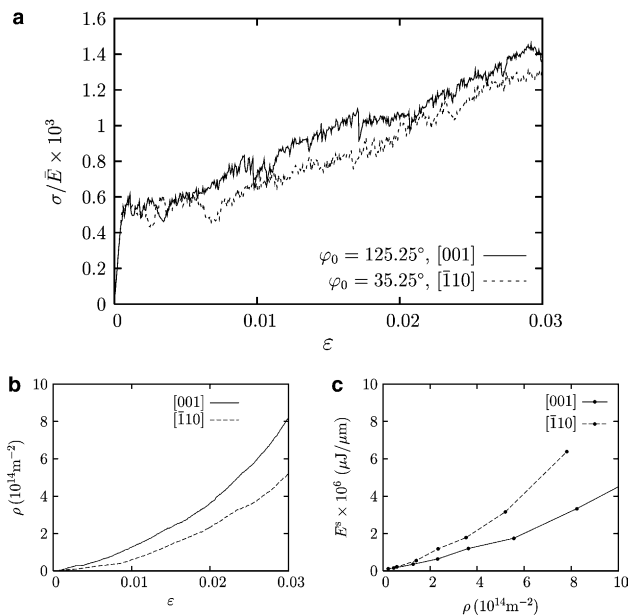 a
1.6
1.4
1.2
1
0.8
0.6
0.4
0.2
0
σ/Ē × 10³
φ₀ = 125.25°, [001]
φ₀ = 35.25°, [1̄10]
0 0.01 0.02 0.03
ε
b
10
8
6
4
2
0
ρ (10¹⁴m⁻²)
[001]
[1̄10]
0 0.01 0.02 0.03
ε
c
10
8
6
4
2
0
Eˢ × 10⁶ (μJ/μm)
[001]
[1̄10]
0 2 4 6 8 10
ρ (10¹⁴m⁻²)